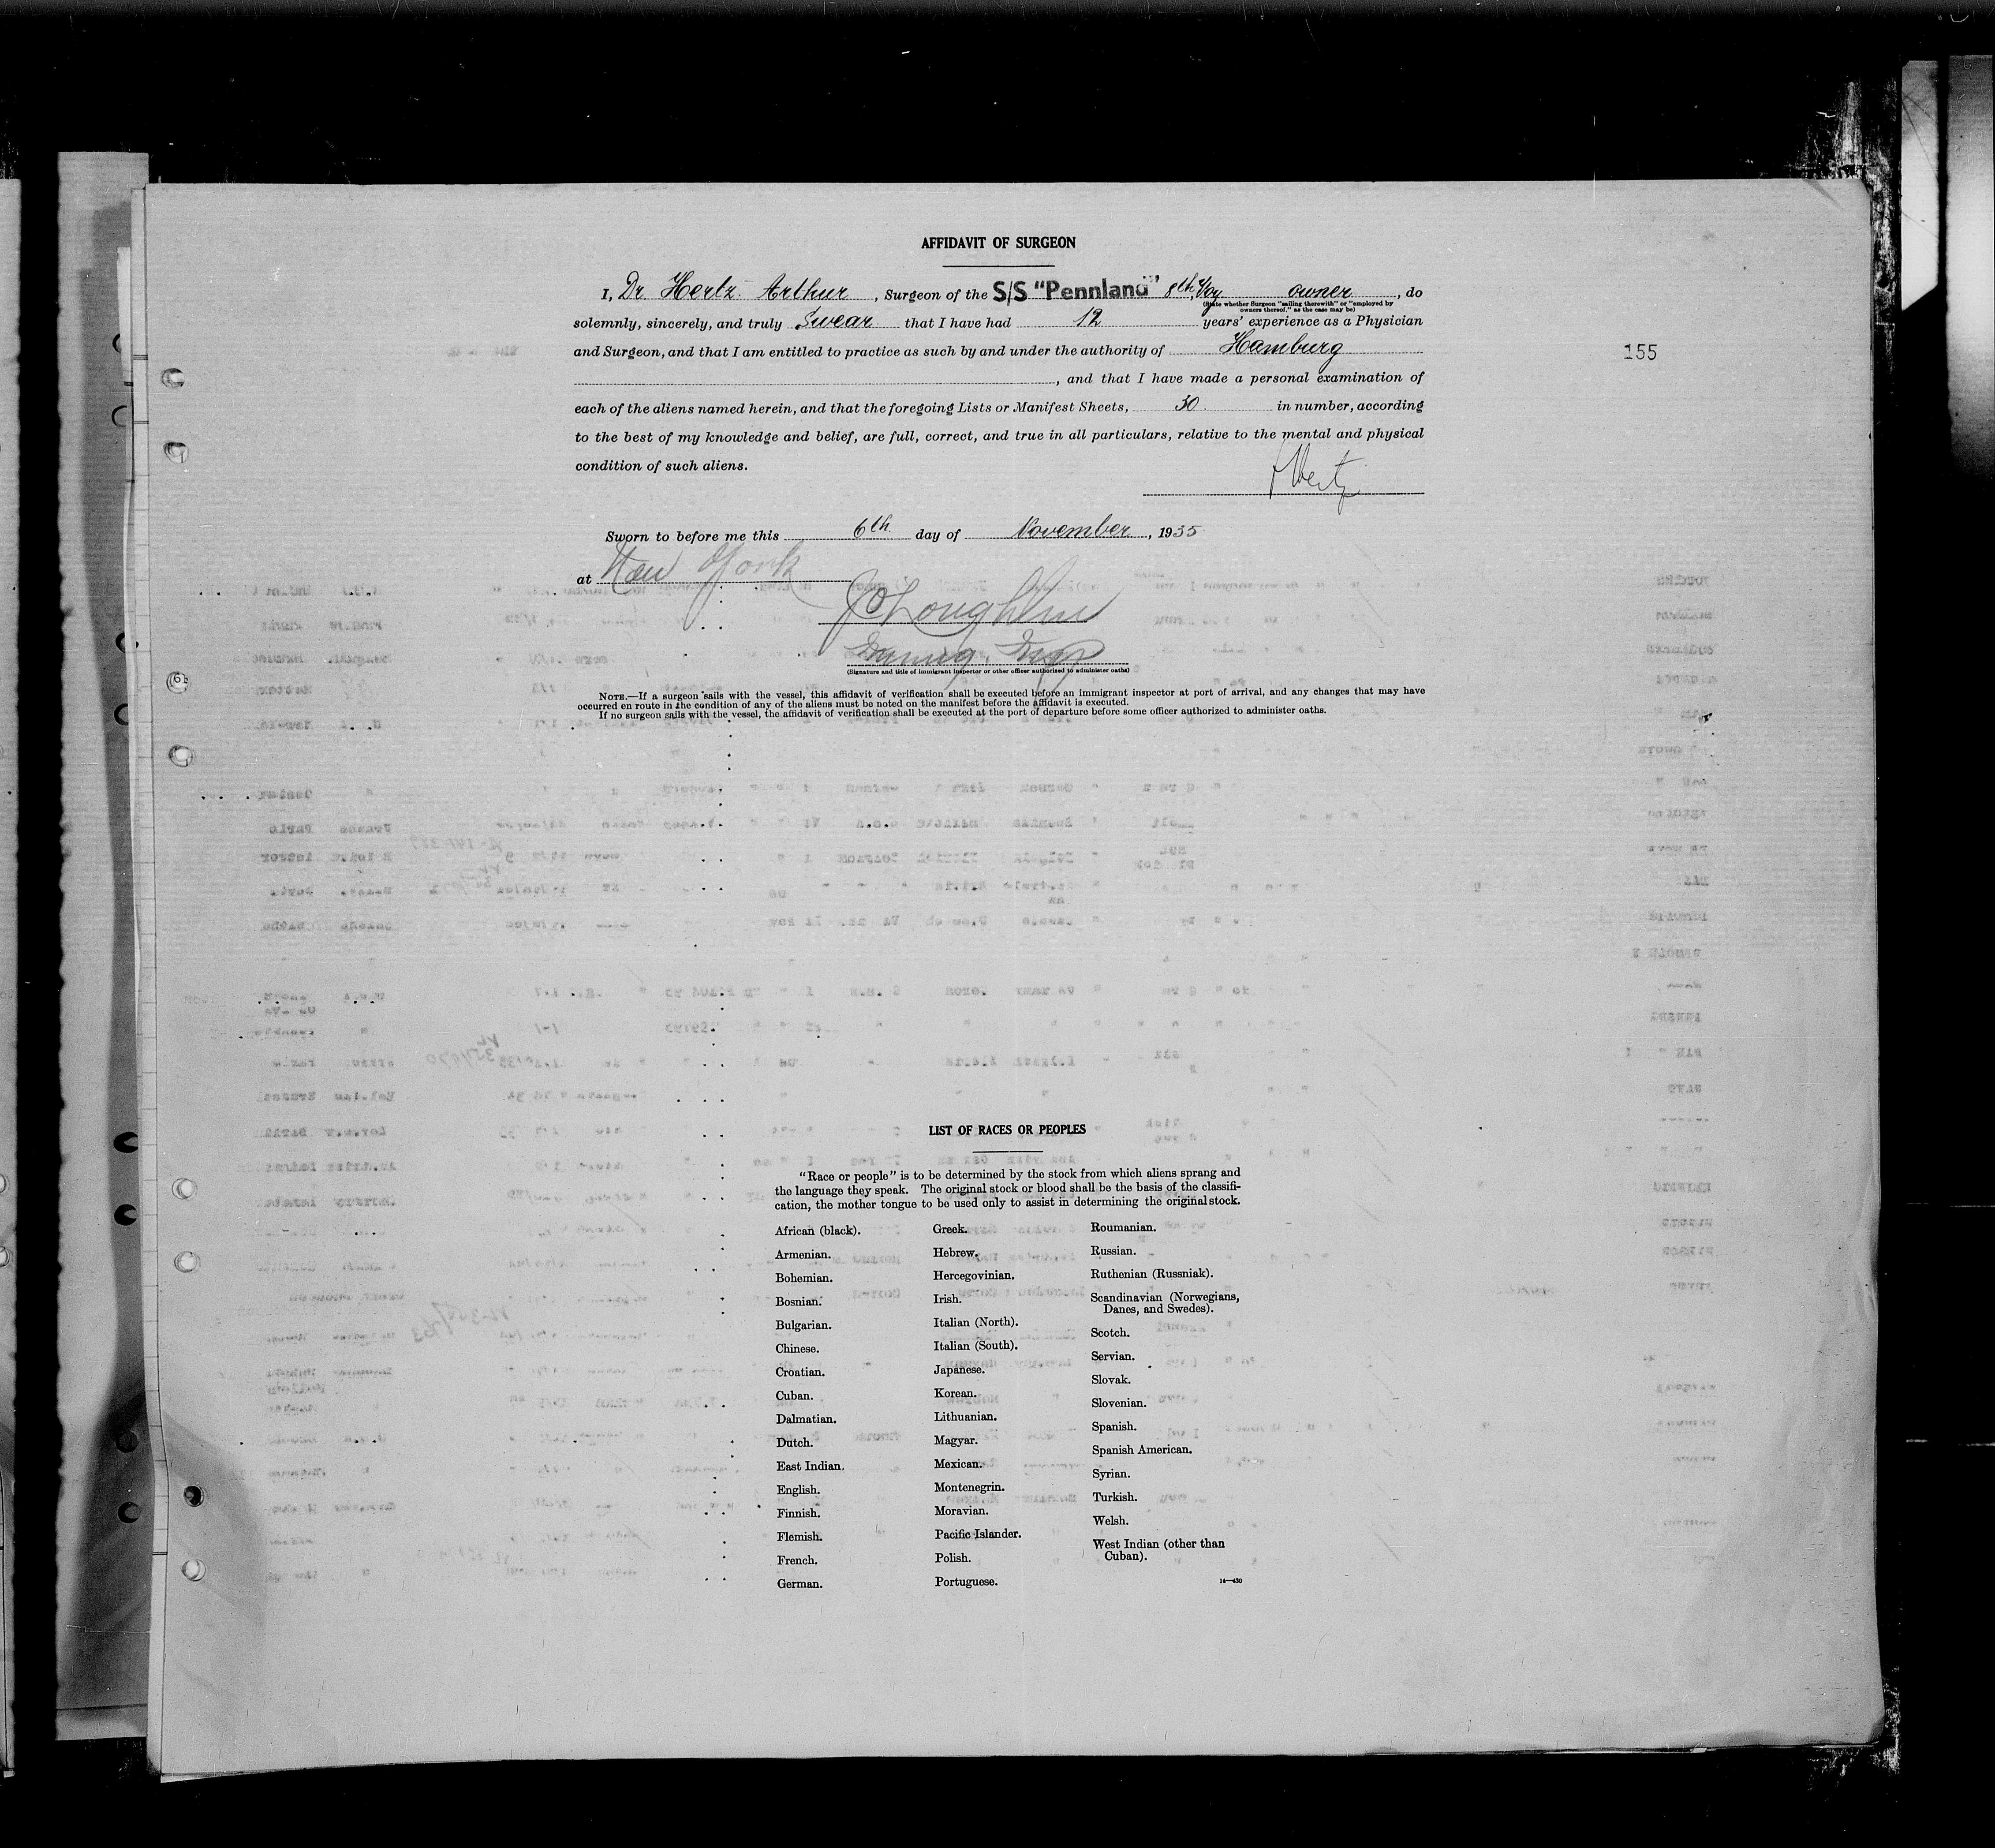 AFFIDAVIT OF SURGEON
I, Dr. Hertz Arthur, Surgeon of the S/S "Pennland" 8th, Voy owner, do
(State whether Surgeon "sailing therewith" or "employed by
owners thereof," as the case may be)
solemnly, sincerely, and truly Swear that I have had 12 years' experience as a Physician
and Surgeon, and that I am entitled to practice as such by and under the authority of Hamburg
155
, and that I have made a personal examination of
each of the aliens named herein, and that the foregoing Lists or Manifest Sheets, 30 in number, according
to the best of my knowledge and belief, are full, correct, and true in all particulars, relative to the mental and physical
condition of such aliens.
Sworn to before me this 6th day of November, 1935
at New York
(Signature and title of immigrant inspector or other officer authorized to administer oaths)
NOTE.—If a surgeon sails with the vessel, this affidavit of verification shall be executed before an immigrant inspector at port of arrival, and any changes that may have
occurred en route in the condition of any of the aliens must be noted on the manifest before the affidavit is executed.
If no surgeon sails with the vessel, the affidavit of verification shall be executed at the port of departure before some officer authorized to administer oaths.
LIST OF RACES OR PEOPLES
"Race or people" is to be determined by the stock from which aliens sprang and
the language they speak. The original stock or blood shall be the basis of the classifi-
cation, the mother tongue to be used only to assist in determining the original stock.
African (black).
Armenian.
Bohemian.
Bosnian.
Bulgarian.
Chinese.
Croatian.
Cuban.
Dalmatian.
Dutch.
East Indian.
English.
Finnish.
Flemish.
French.
German.
Greek.
Hebrew.
Hercegovinian.
Irish.
Italian (North).
Italian (South).
Japanese.
Korean.
Lithuanian.
Magyar.
Mexican.
Montenegrin.
Moravian.
Pacific Islander.
Polish.
Portuguese.
Roumanian.
Russian.
Ruthenian (Russniak).
Scandinavian (Norwegians,
Danes, and Swedes).
Scotch.
Servian.
Slovak.
Slovenian.
Spanish.
Spanish American.
Syrian.
Turkish.
Welsh.
West Indian (other than
Cuban).
14—430